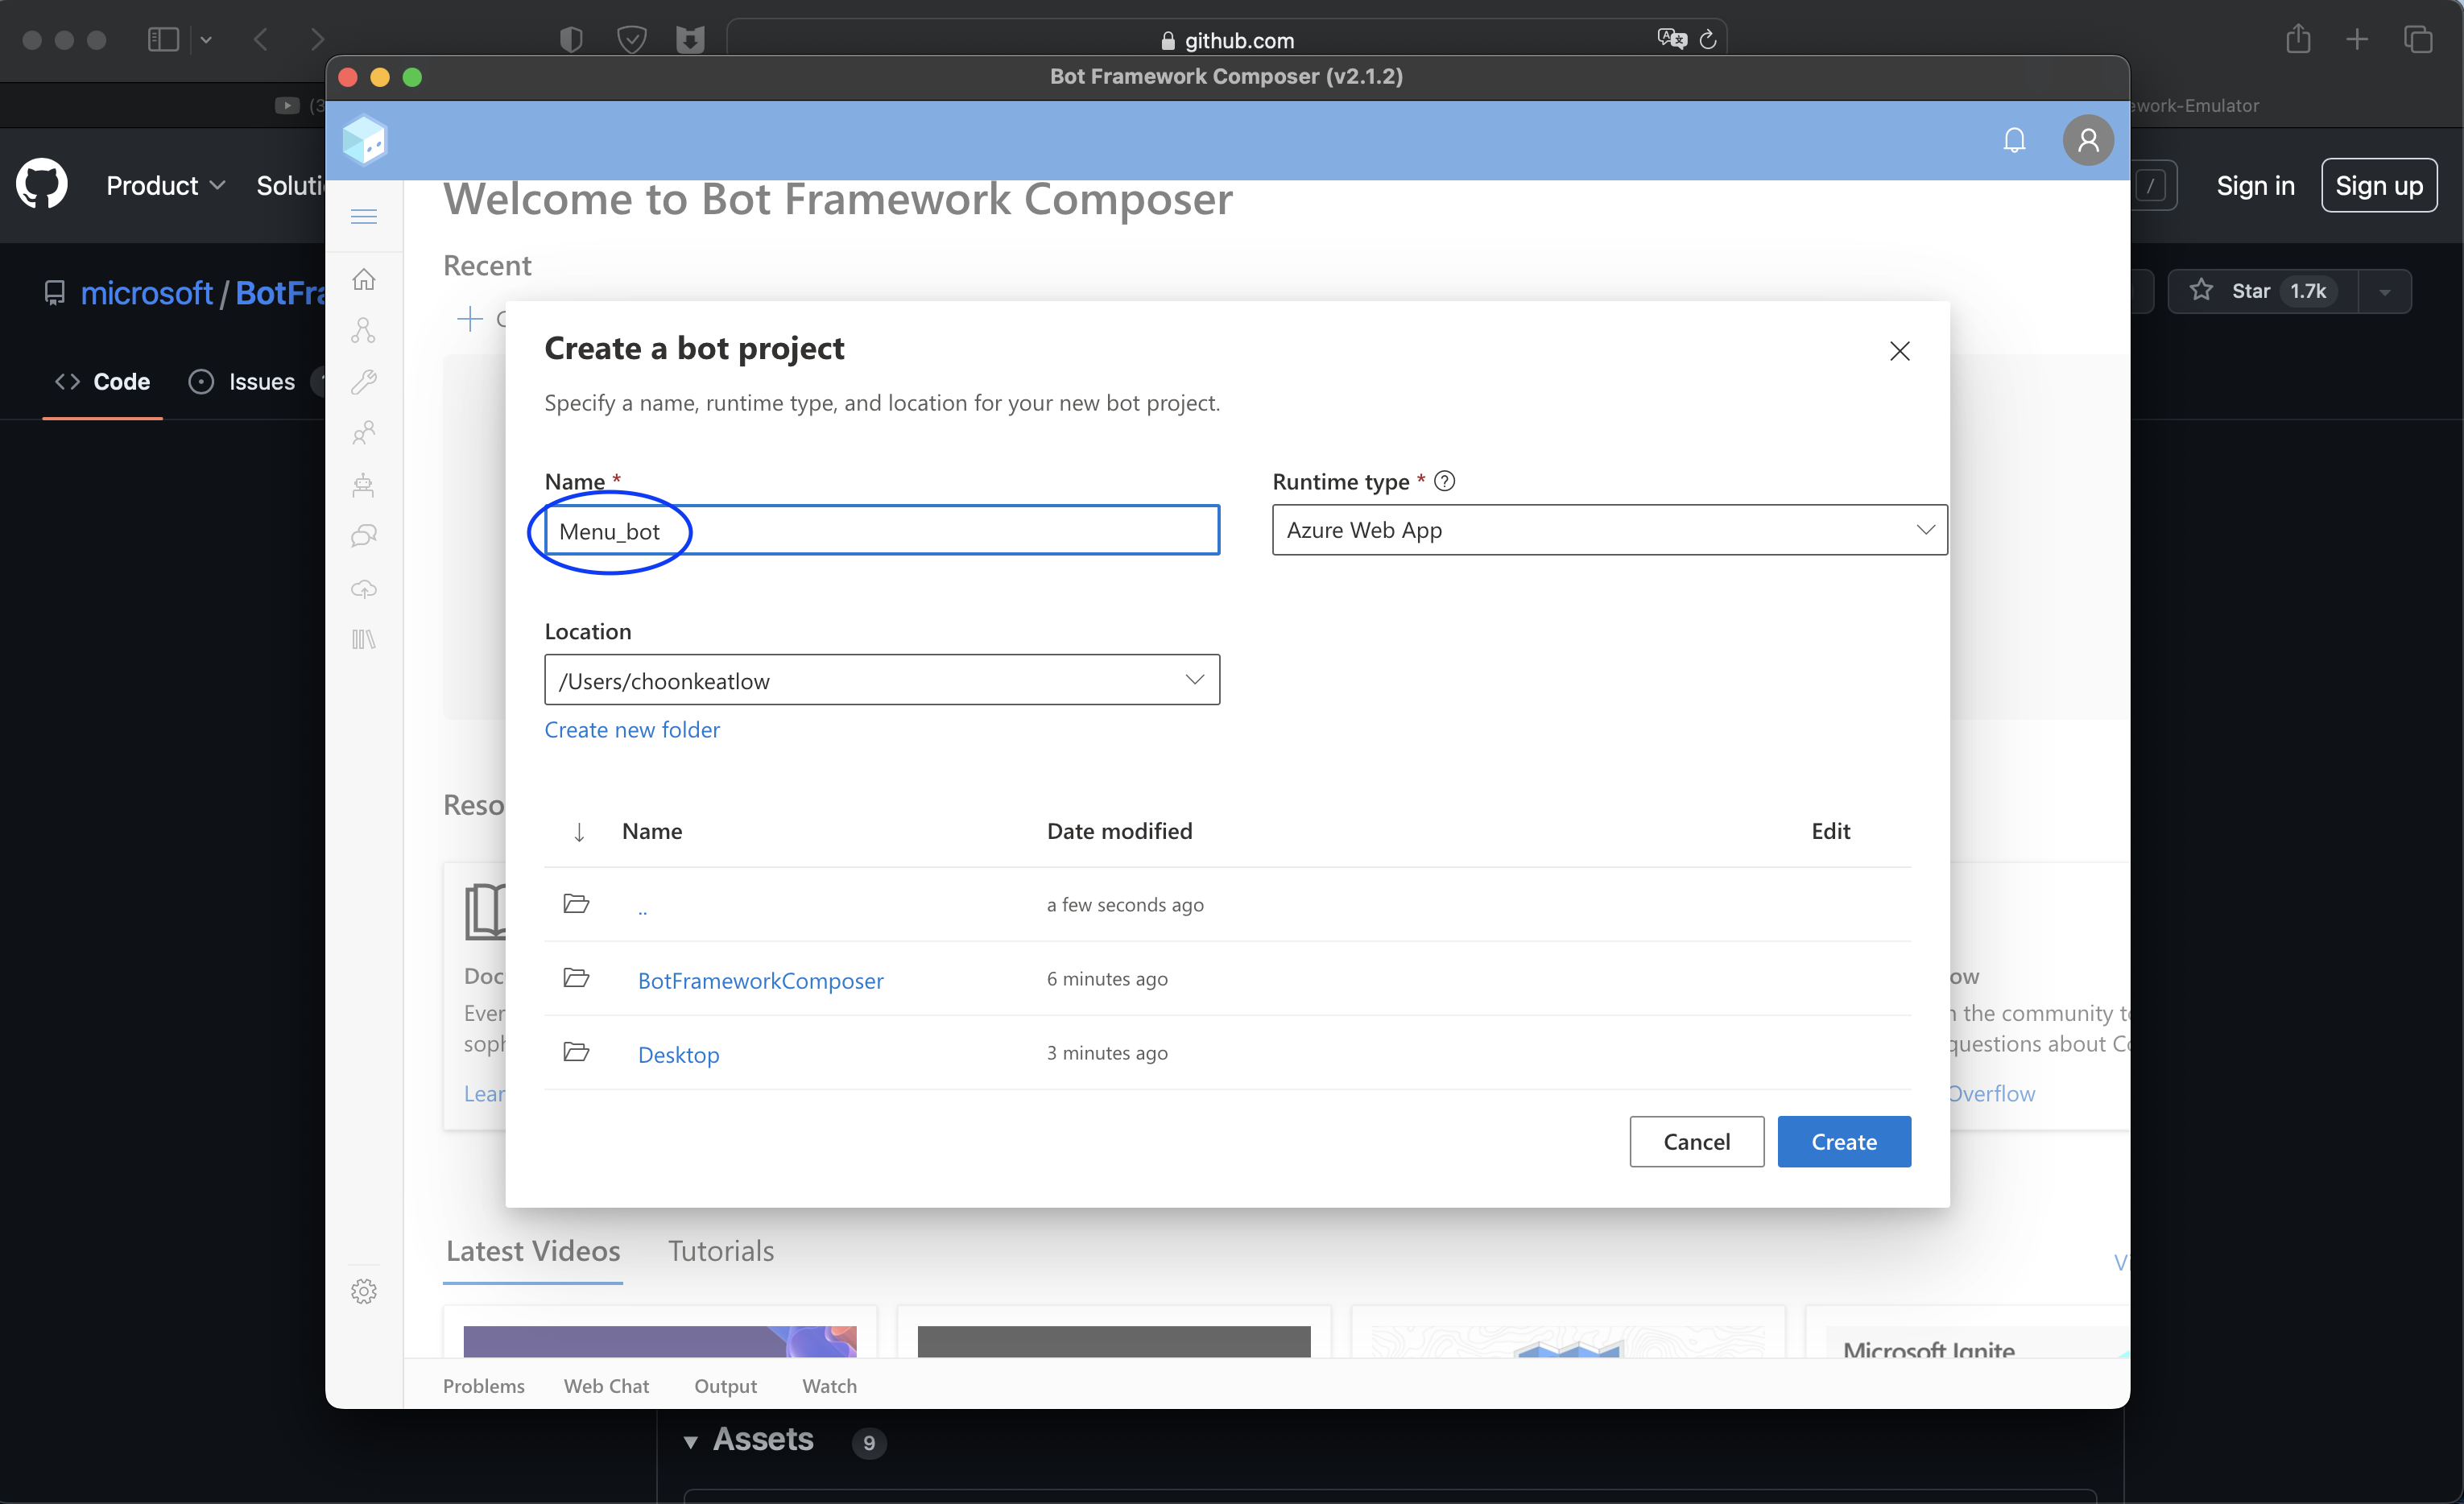 github.com
Bot Framework Composer (v2.1.2)
(3
ework-Emulator
Product
Soluti
/
Sign in
Sign up
Welcome to Bot Framework Composer
Recent
microsoft / BotFra
Star 1.7k
Code
Issues
Create a bot project
Specify a name, runtime type, and location for your new bot project.
Name *
Runtime type * ?
Menu_bot
Azure Web App
Location
/Users/choonkeatlow
Create new folder
Reso
Name
Date modified
Edit
..
a few seconds ago
BotFrameworkComposer
6 minutes ago
Desktop
3 minutes ago
Doc
Ever
soph
Lear
ow
the community to
questions about Co
Overflow
Cancel
Create
Latest Videos
Tutorials
Vi
Microsoft Ignite
Problems
Web Chat
Output
Watch
Assets 9